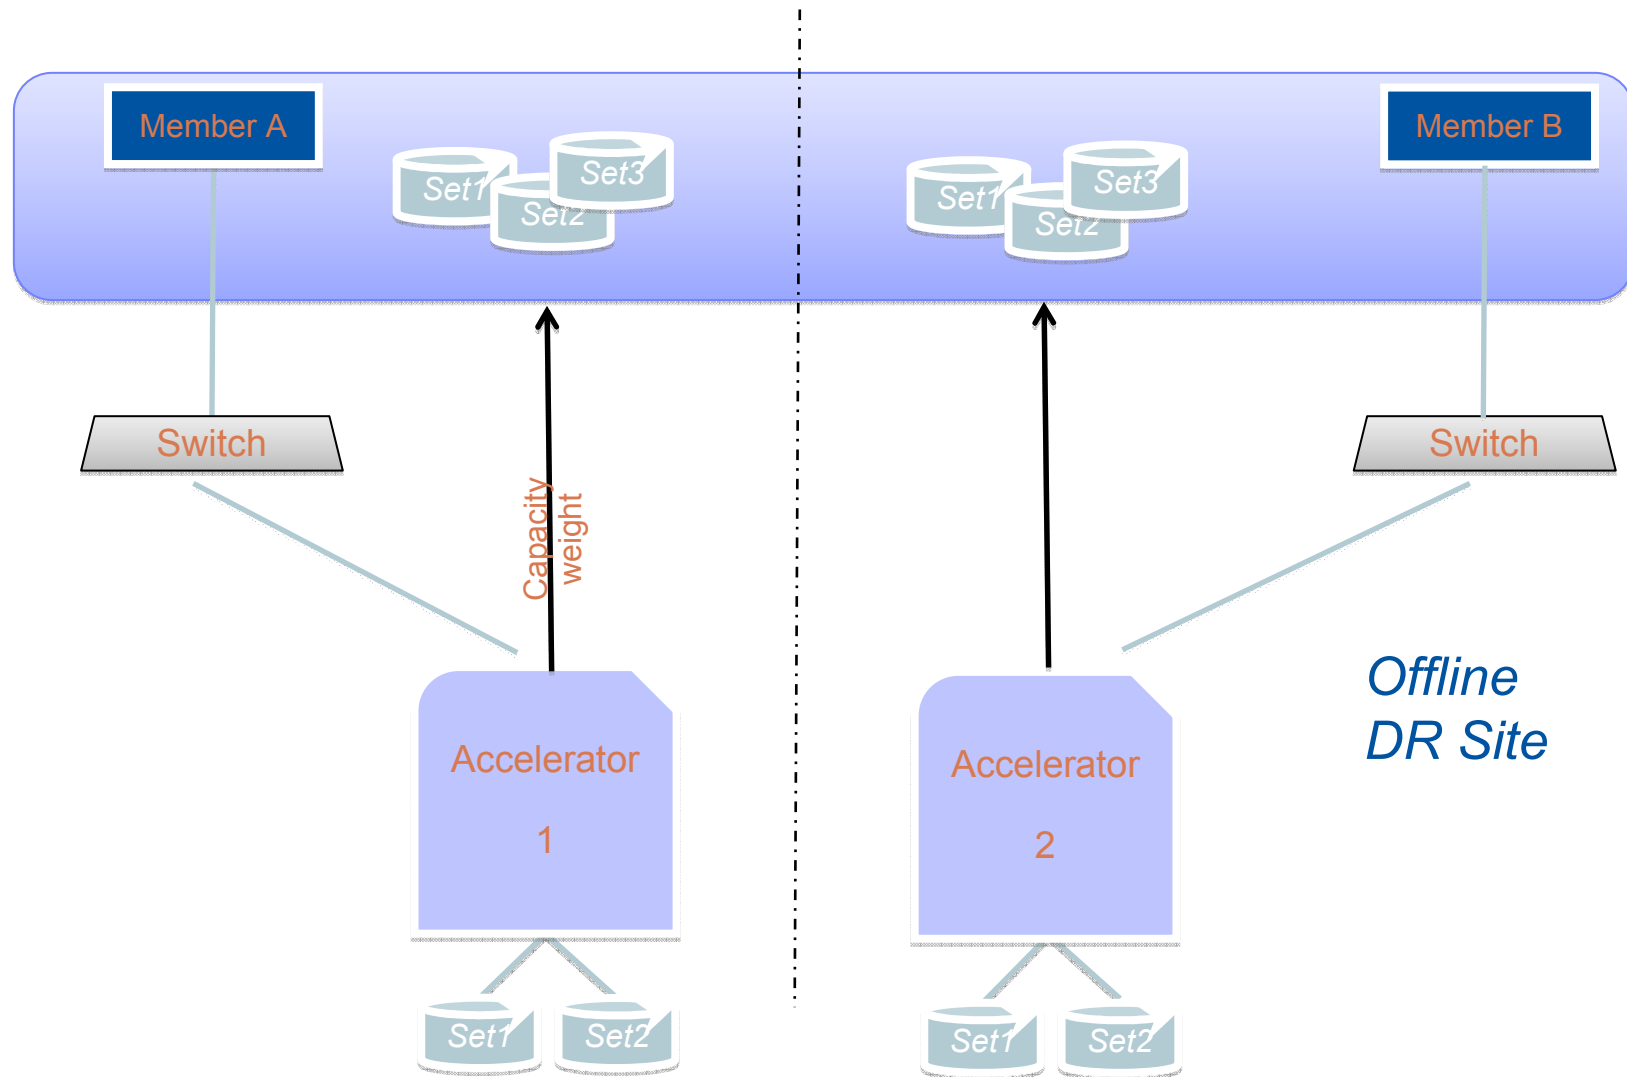 Member A
Member B
Set1
Set2
Set3
Set1
Set2
Set3
Switch
Switch
Capacity
weight
Offline
DR Site
Accelerator
1
Accelerator
2
Set1
Set2
Set1
Set2